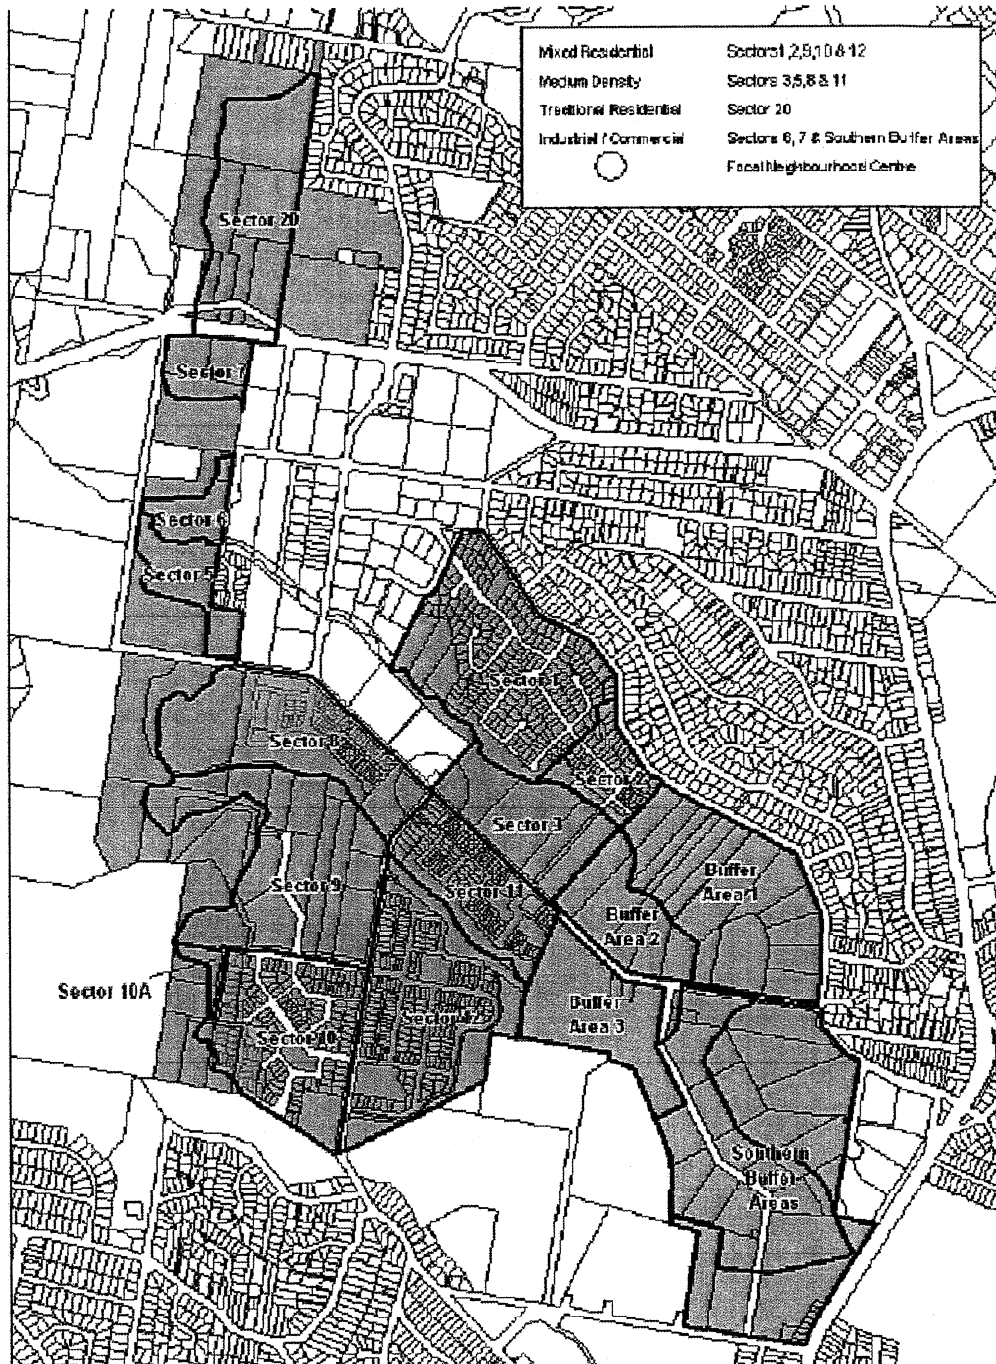 Mixed Residential Sectors1,2,9,10 & 12
Medium Density Sectors 3,5,8 & 11
Traditional Residential Sector 20
Industrial / Commercial Sectors 6, 7 & Southern Buffer Areas
Focal Neighbourhood Centre
Sector 20
Sector 7
Sector 6
Sector 5
Sector 1
Sector 8
Sector 2
Sector 3
Buffer
Area 1
Sector 9
Sector 11
Buffer
Area 2
Sector 10A
Buffer
Area 3
Sector 12
Sector 10
Southern
Buffer
Areas